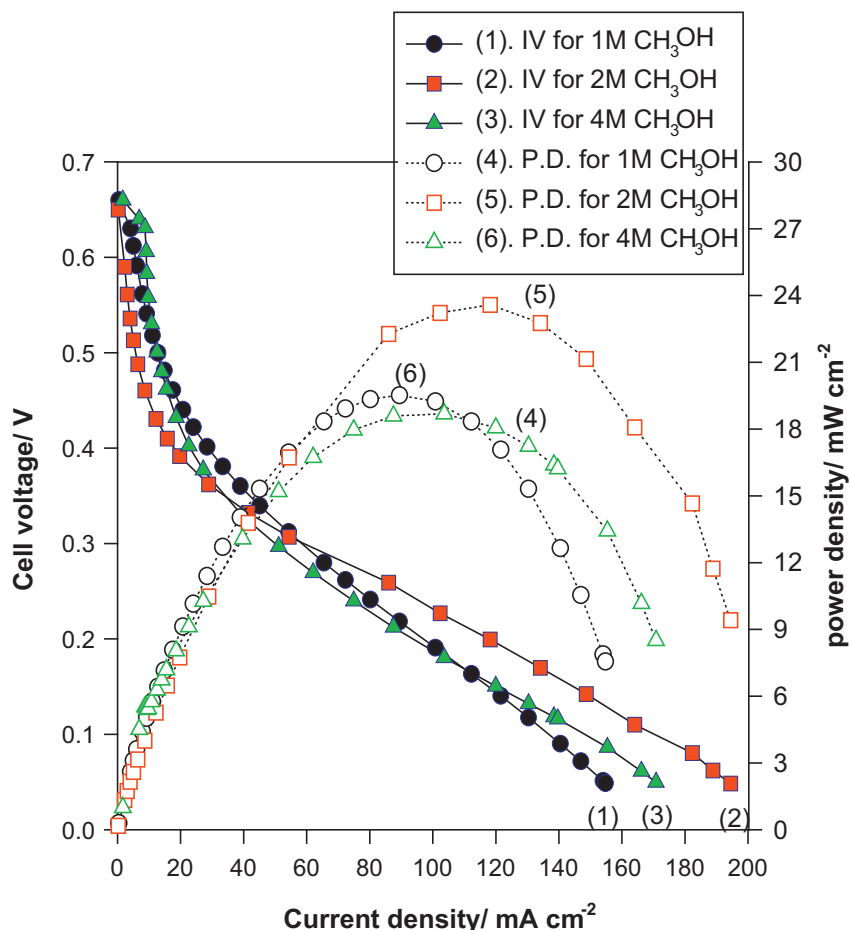 (1). IV for 1M CH₃OH
(2). IV for 2M CH₃OH
(3). IV for 4M CH₃OH
(4). P.D. for 1M CH₃OH
(5). P.D. for 2M CH₃OH
(6). P.D. for 4M CH₃OH
0.7
0.6
0.5
0.4
0.3
0.2
0.1
0.0
Cell voltage/ V
30
27
24
21
18
15
12
9
6
3
0
power density/ mW cm⁻²
(5)
(6)
(4)
(1)
(3)
(2)
0 20 40 60 80 100 120 140 160 180 200
Current density/ mA cm⁻²